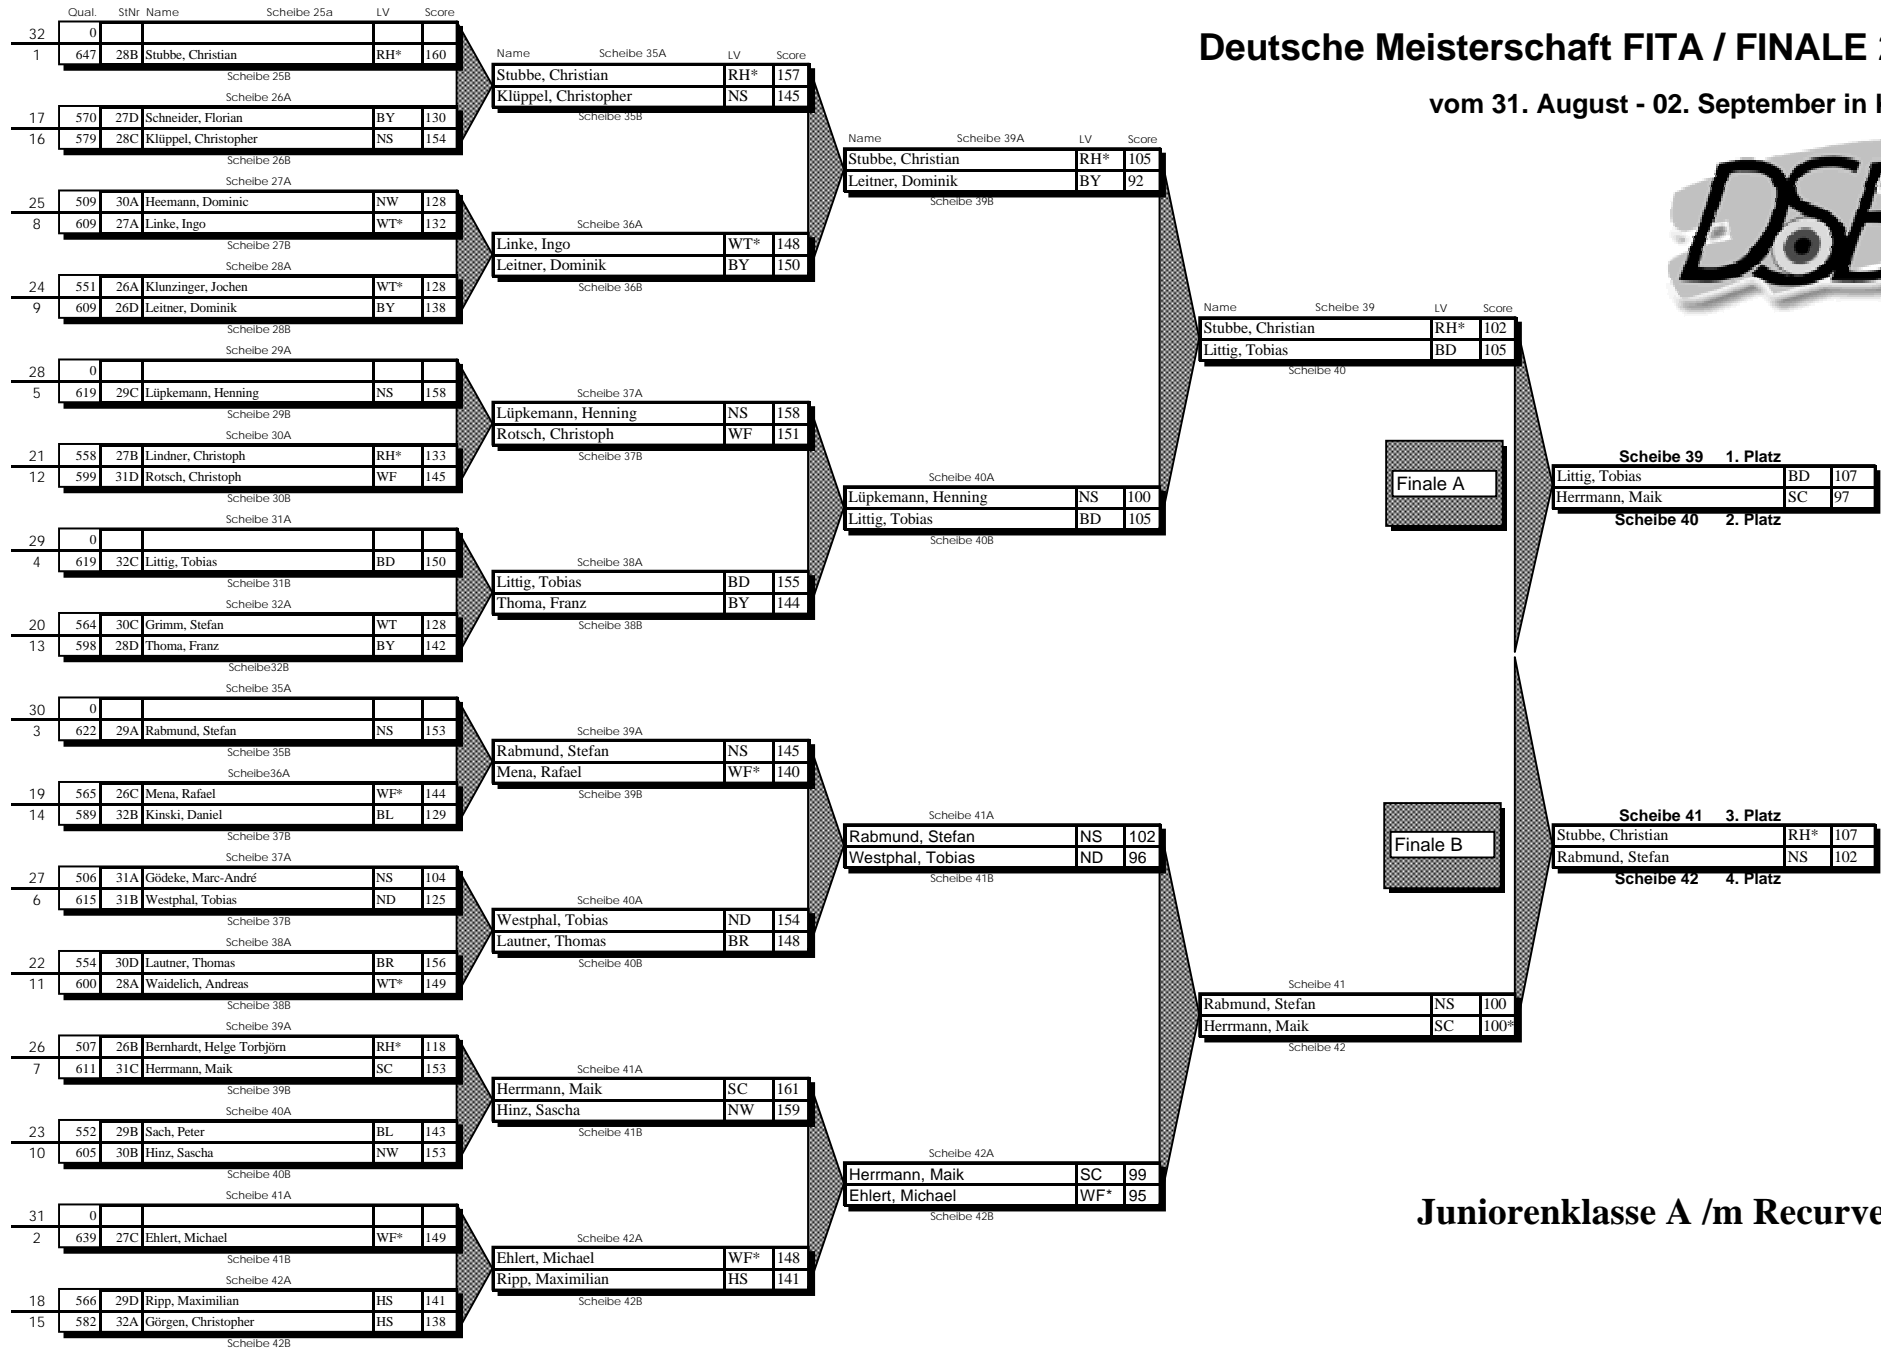 Qual. StNr Name Scheibe 25a LV Score
32 0
1 647 28B Stubbe, Christian RH* 160
Scheibe 25B
Scheibe 26A
17 570 27D Schneider, Florian BY 130
16 579 28C Klüppel, Christopher NS 154
Scheibe 26B
Scheibe 27A
25 509 30A Heemann, Dominic NW 128
8 609 27A Linke, Ingo WT* 132
Scheibe 27B
Scheibe 28A
24 551 26A Klunzinger, Jochen WT* 128
9 609 26D Leitner, Dominik BY 138
Scheibe 28B
Scheibe 29A
28 0
5 619 29C Lüpkemann, Henning NS 158
Scheibe 29B
Scheibe 30A
21 558 27B Lindner, Christoph RH* 133
12 599 31D Rotsch, Christoph WF 145
Scheibe 30B
Scheibe 31A
29 0
4 619 32C Littig, Tobias BD 150
Scheibe 31B
Scheibe 32A
20 564 30C Grimm, Stefan WT 128
13 598 28D Thoma, Franz BY 142
Scheibe32B
Scheibe 35A
30 0
3 622 29A Rabmund, Stefan NS 153
Scheibe 35B
Scheibe36A
19 565 26C Mena, Rafael WF* 144
14 589 32B Kinski, Daniel BL 129
Scheibe 37B
Scheibe 37A
27 506 31A Gödeke, Marc-André NS 104
6 615 31B Westphal, Tobias ND 125
Scheibe 37B
Scheibe 38A
22 554 30D Lautner, Thomas BR 156
11 600 28A Waidelich, Andreas WT* 149
Scheibe 38B
Scheibe 39A
26 507 26B Bernhardt, Helge Torbjörn RH* 118
7 611 31C Herrmann, Maik SC 153
Scheibe 39B
Scheibe 40A
23 552 29B Sach, Peter BL 143
10 605 30B Hinz, Sascha NW 153
Scheibe 40B
Scheibe 41A
31 0
2 639 27C Ehlert, Michael WF* 149
Scheibe 41B
Scheibe 42A
18 566 29D Ripp, Maximilian HS 141
15 582 32A Görgen, Christopher HS 138
Scheibe 42B
Name Scheibe 35A LV Score
Stubbe, Christian RH* 157
Klüppel, Christopher NS 145
Scheibe 35B
Scheibe 36A
Linke, Ingo WT* 148
Leitner, Dominik BY 150
Scheibe 36B
Scheibe 37A
Lüpkemann, Henning NS 158
Rotsch, Christoph WF 151
Scheibe 37B
Scheibe 38A
Littig, Tobias BD 155
Thoma, Franz BY 144
Scheibe 38B
Scheibe 39A
Rabmund, Stefan NS 145
Mena, Rafael WF* 140
Scheibe 39B
Scheibe 40A
Westphal, Tobias ND 154
Lautner, Thomas BR 148
Scheibe 40B
Scheibe 41A
Herrmann, Maik SC 161
Hinz, Sascha NW 159
Scheibe 41B
Scheibe 42A
Ehlert, Michael WF* 148
Ripp, Maximilian HS 141
Scheibe 42B
Name Scheibe 39A LV Score
Stubbe, Christian RH* 105
Leitner, Dominik BY 92
Scheibe 39B
Scheibe 40A
Lüpkemann, Henning NS 100
Littig, Tobias BD 105
Scheibe 40B
Scheibe 41A
Rabmund, Stefan NS 102
Westphal, Tobias ND 96
Scheibe 41B
Scheibe 42A
Herrmann, Maik SC 99
Ehlert, Michael WF* 95
Scheibe 42B
Deutsche Meisterschaft FITA / FINALE
vom 31. August - 02. September in
DSB
Name Scheibe 39 LV Score
Stubbe, Christian RH* 102
Littig, Tobias BD 105
Scheibe 40
Scheibe 41
Rabmund, Stefan NS 100
Herrmann, Maik SC 100*
Scheibe 42
Finale A
Scheibe 39 1. Platz
Littig, Tobias BD 107
Herrmann, Maik SC 97
Scheibe 40 2. Platz
Finale B
Scheibe 41 3. Platz
Stubbe, Christian RH* 107
Rabmund, Stefan NS 102
Scheibe 42 4. Platz
Juniorenklasse A /m Recurve